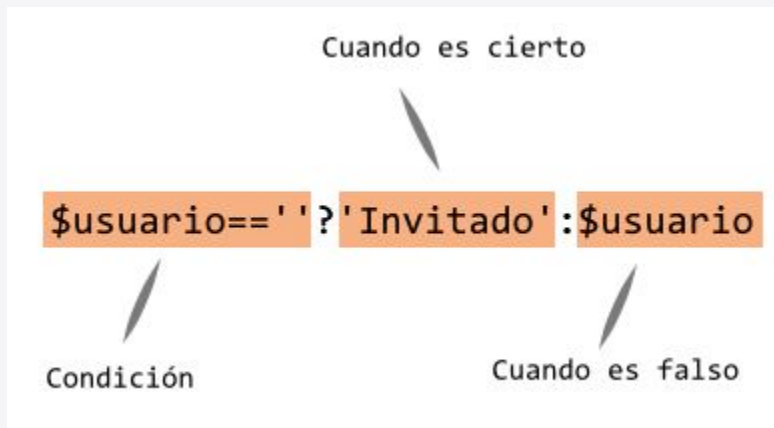 Cuando es cierto
$usuario==''?'Invitado':$usuario
Condición
Cuando es falso